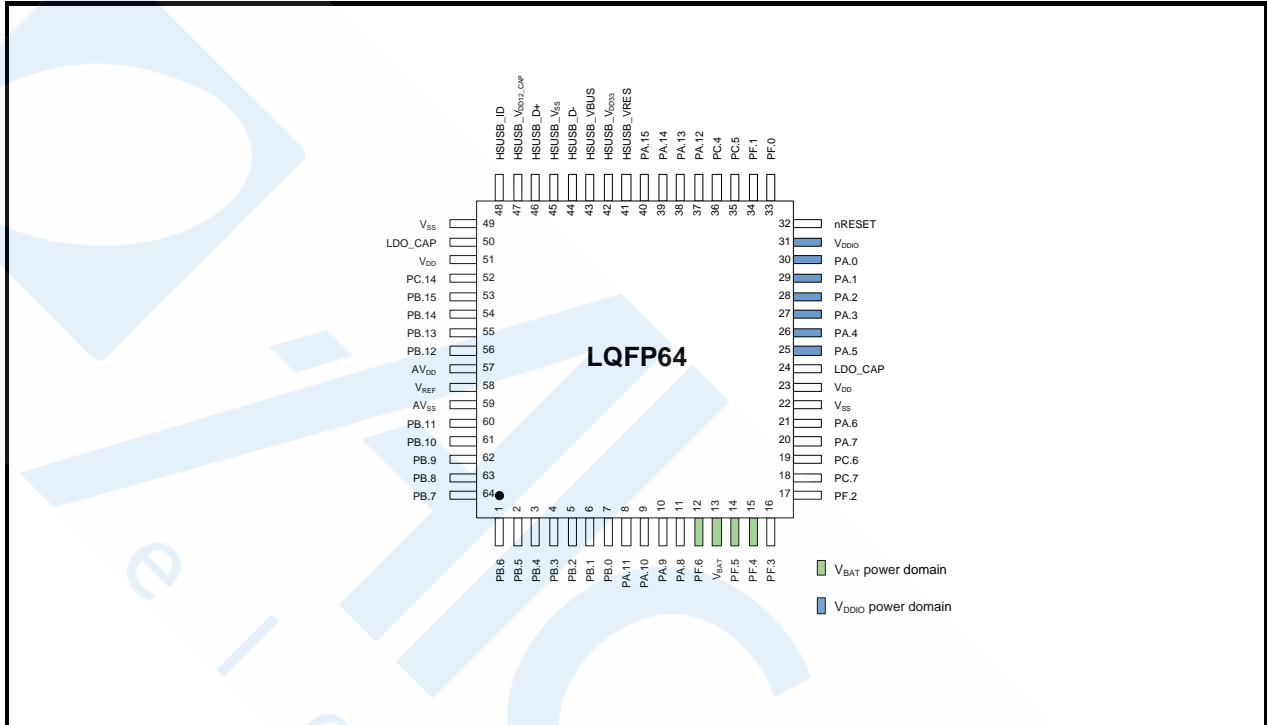 HSUSB_ID
HSUSB_VDD12_CAP
HSUSB_D+
HSUSB_VSS
HSUSB_D-
HSUSB_VBUS
HSUSB_VDD33
HSUSB_VRES
PA.15
PA.14
PA.13
PA.12
PC.4
PC.5
PF.1
PF.0
48
47
46
45
44
43
42
41
40
39
38
37
36
35
34
33
VSS 49
LDO_CAP 50
VDD 51
PC.14 52
PB.15 53
PB.14 54
PB.13 55
PB.12 56
AVDD 57
VREF 58
AVSS 59
PB.11 60
PB.10 61
PB.9 62
PB.8 63
PB.7 64
LQFP64
32 nRESET
31 VDDIO
30 PA.0
29 PA.1
28 PA.2
27 PA.3
26 PA.4
25 PA.5
24 LDO_CAP
23 VDD
22 VSS
21 PA.6
20 PA.7
19 PC.6
18 PC.7
17 PF.2
1
2
3
4
5
6
7
8
9
10
11
12
13
14
15
16
PB.6
PB.5
PB.4
PB.3
PB.2
PB.1
PB.0
PA.11
PA.10
PA.9
PA.8
PF.6
VBAT
PF.5
PF.4
PF.3
VBAT power domain
VDDIO power domain